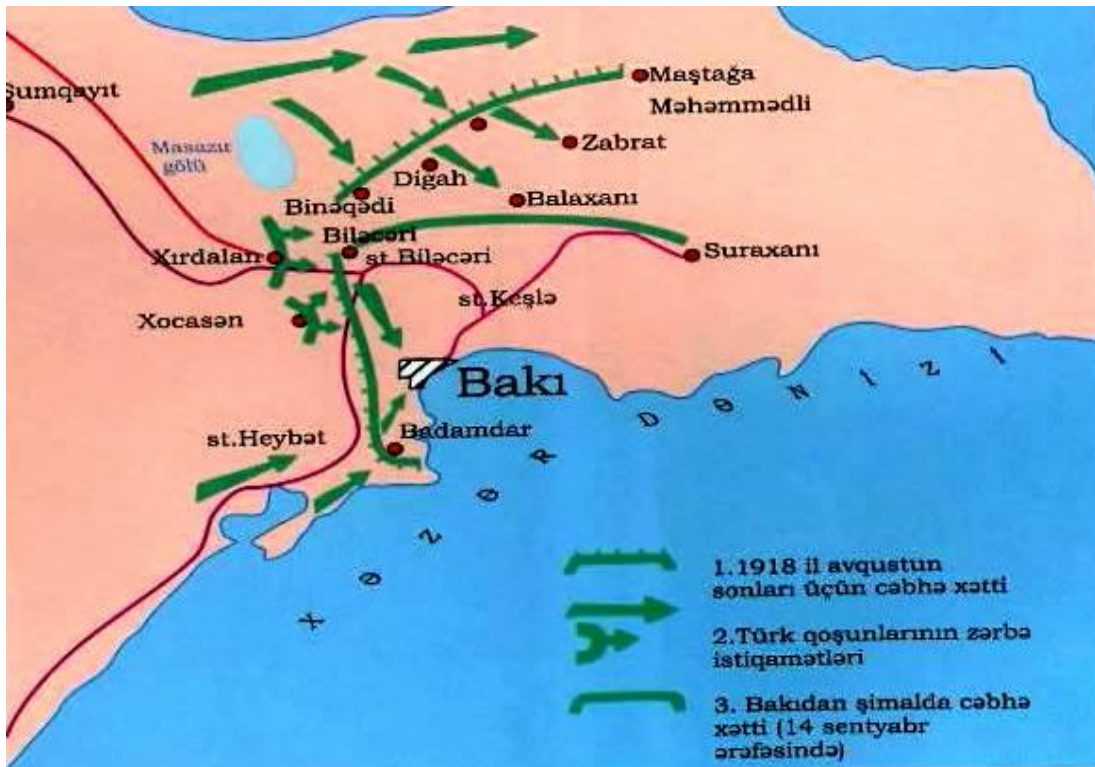 Sumqayıt
Maştağa
Məhəmmədli
Masazır
gölü
Zabrat
Digah
Balaxanı
Binəqədi
Biləcəri
st.Biləcəri
Xırdalan
Suraxanı
st.Keşlə
Xocasən
Bakı
st.Heybət
Badamdar
XƏZƏR DƏNİZİ
1.1918 il avqustun
sonları üçün cəbhə xətti
2.Türk qoşunlarının zərbə
istiqamətləri
3. Bakıdan şimalda cəbhə
xətti (14 sentyabr
ərəfəsində)